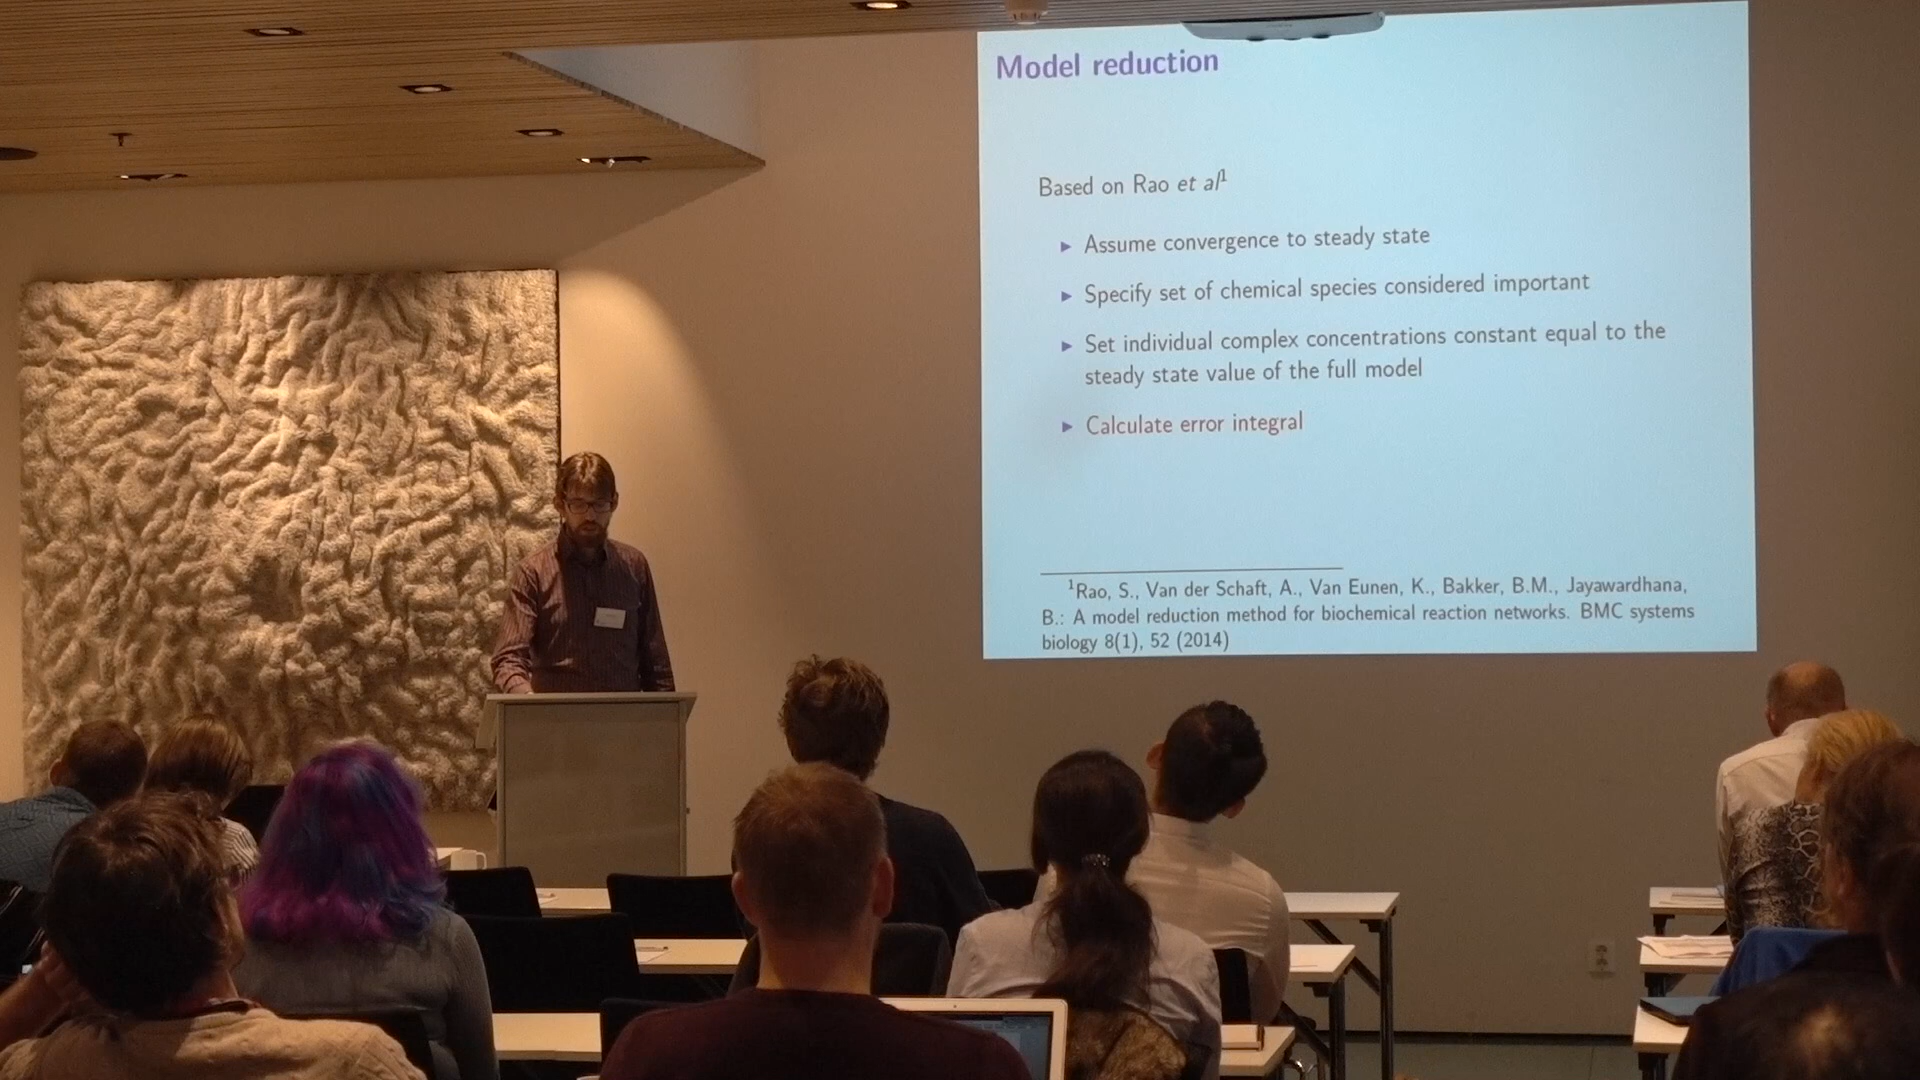 Model reduction
Based on Rao et al¹
▸ Assume convergence to steady state
▸ Specify set of chemical species considered important
▸ Set individual complex concentrations constant equal to the
steady state value of the full model
▸ Calculate error integral
¹Rao, S., Van der Schaft, A., Van Eunen, K., Bakker, B.M., Jayawardhana,
B.: A model reduction method for biochemical reaction networks. BMC systems
biology 8(1), 52 (2014)